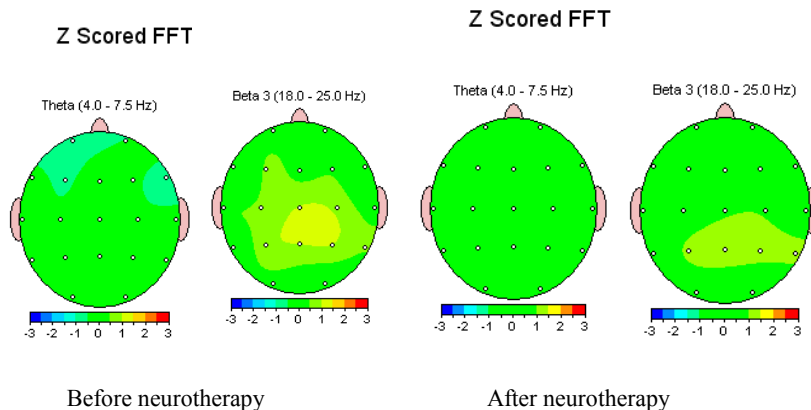 Z Scored FFT
Theta (4.0 - 7.5 Hz)
Beta 3 (18.0 - 25.0 Hz)
-3 -2 -1 0 1 2 3
-3 -2 -1 0 1 2 3
Before neurotherapy
Z Scored FFT
Theta (4.0 - 7.5 Hz)
Beta 3 (18.0 - 25.0 Hz)
-3 -2 -1 0 1 2 3
-3 -2 -1 0 1 2 3
After neurotherapy